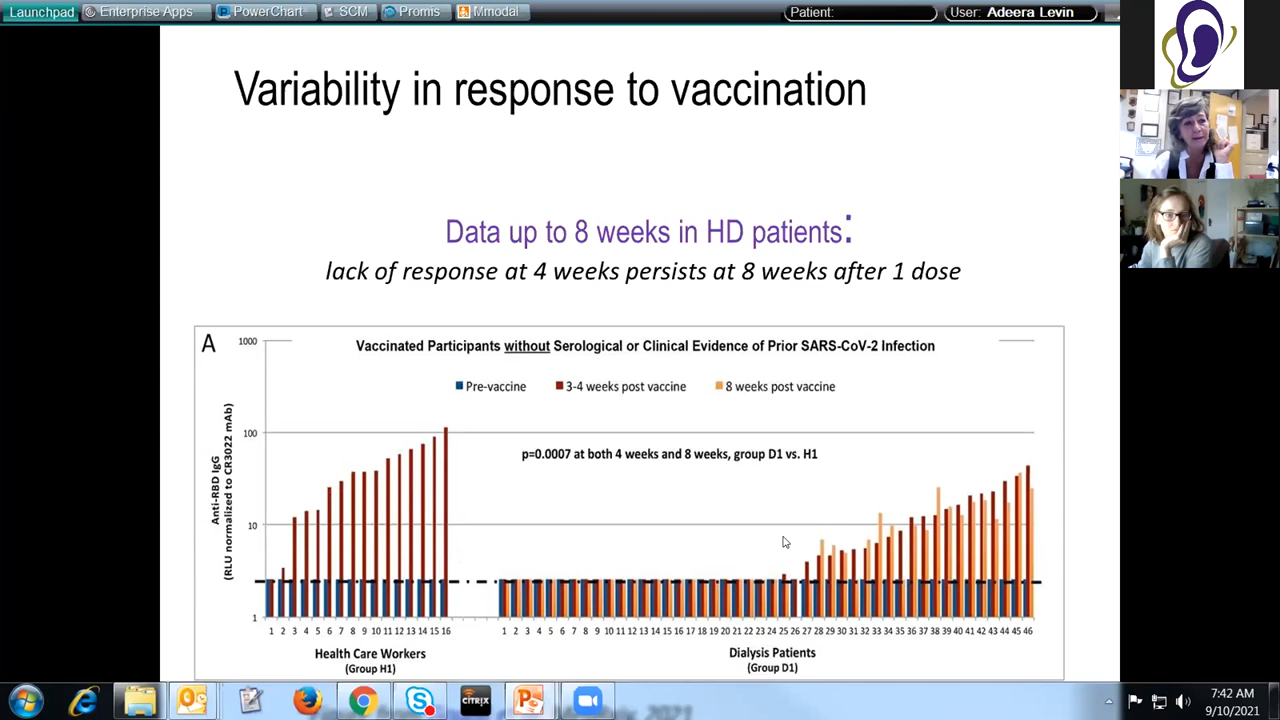 Launchpad Enterprise Apps PowerChart SCM Promis Mmodal Patient: User: Adeera Levin
Variability in response to vaccination
Data up to 8 weeks in HD patients:
lack of response at 4 weeks persists at 8 weeks after 1 dose
A
Vaccinated Participants without Serological or Clinical Evidence of Prior SARS-CoV-2 Infection
Pre-vaccine 3-4 weeks post vaccine 8 weeks post vaccine
p=0.0007 at both 4 weeks and 8 weeks, group D1 vs. H1
Anti-RBD IgG
(RLU normalized to CR3022 mAb)
1000
100
10
1
1 2 3 4 5 6 7 8 9 10 11 12 13 14 15 16 1 2 3 4 5 6 7 8 9 10 11 12 13 14 15 16 17 18 19 20 21 22 23 24 25 26 27 28 29 30 31 32 33 34 35 36 37 38 39 40 41 42 43 44 45 46
Health Care Workers
(Group H1)
Dialysis Patients
(Group D1)
CITRIX
7:42 AM
9/10/2021
2021